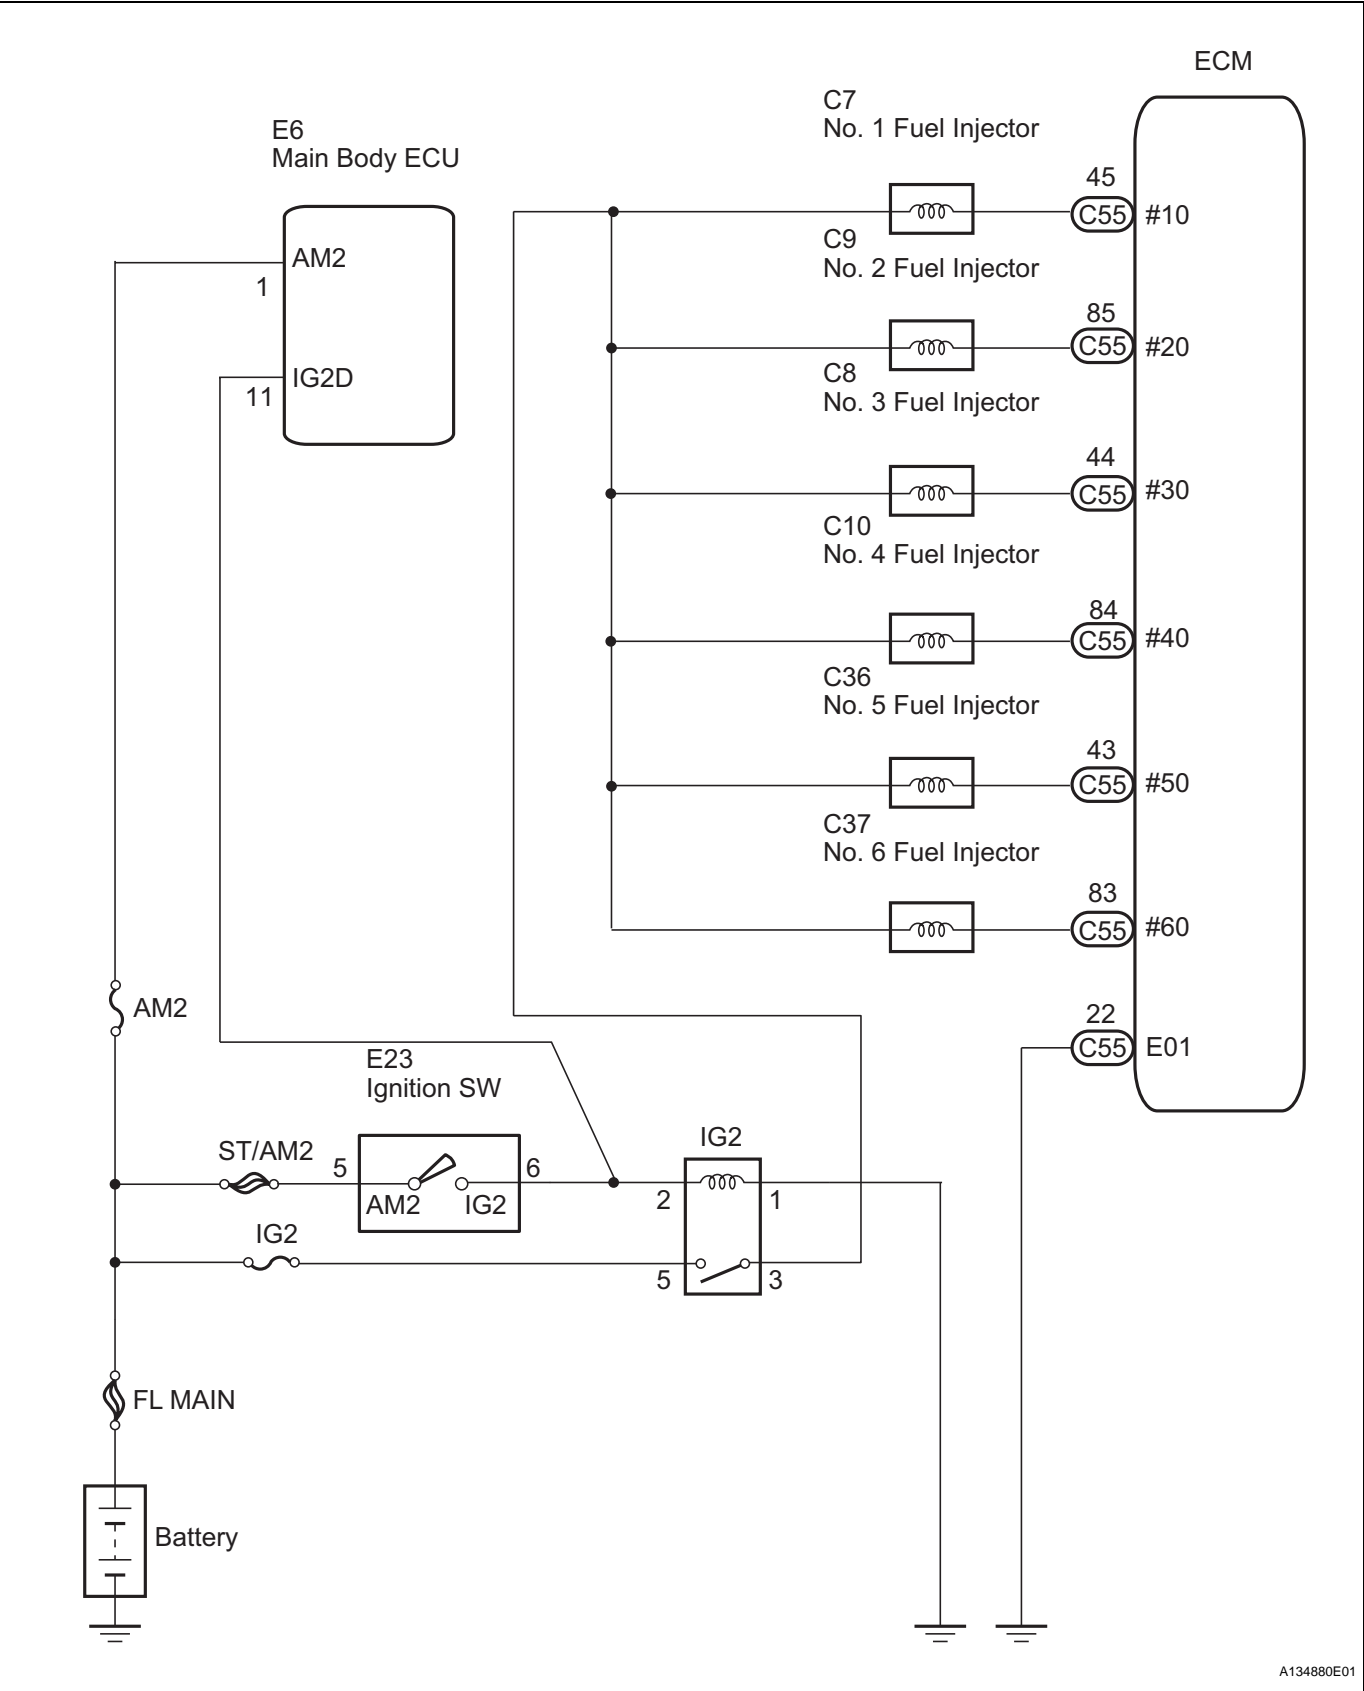 ECM
C7
No. 1 Fuel Injector
E6
Main Body ECU
45
C55
#10
C9
No. 2 Fuel Injector
AM2
1
85
C55
#20
C8
No. 3 Fuel Injector
IG2D
11
44
C55
#30
C10
No. 4 Fuel Injector
84
C55
#40
C36
No. 5 Fuel Injector
43
C55
#50
C37
No. 6 Fuel Injector
83
C55
#60
AM2
22
C55
E01
E23
Ignition SW
ST/AM2
5
AM2
IG2
6
IG2
2
1
IG2
5
3
FL MAIN
Battery
A134880E01